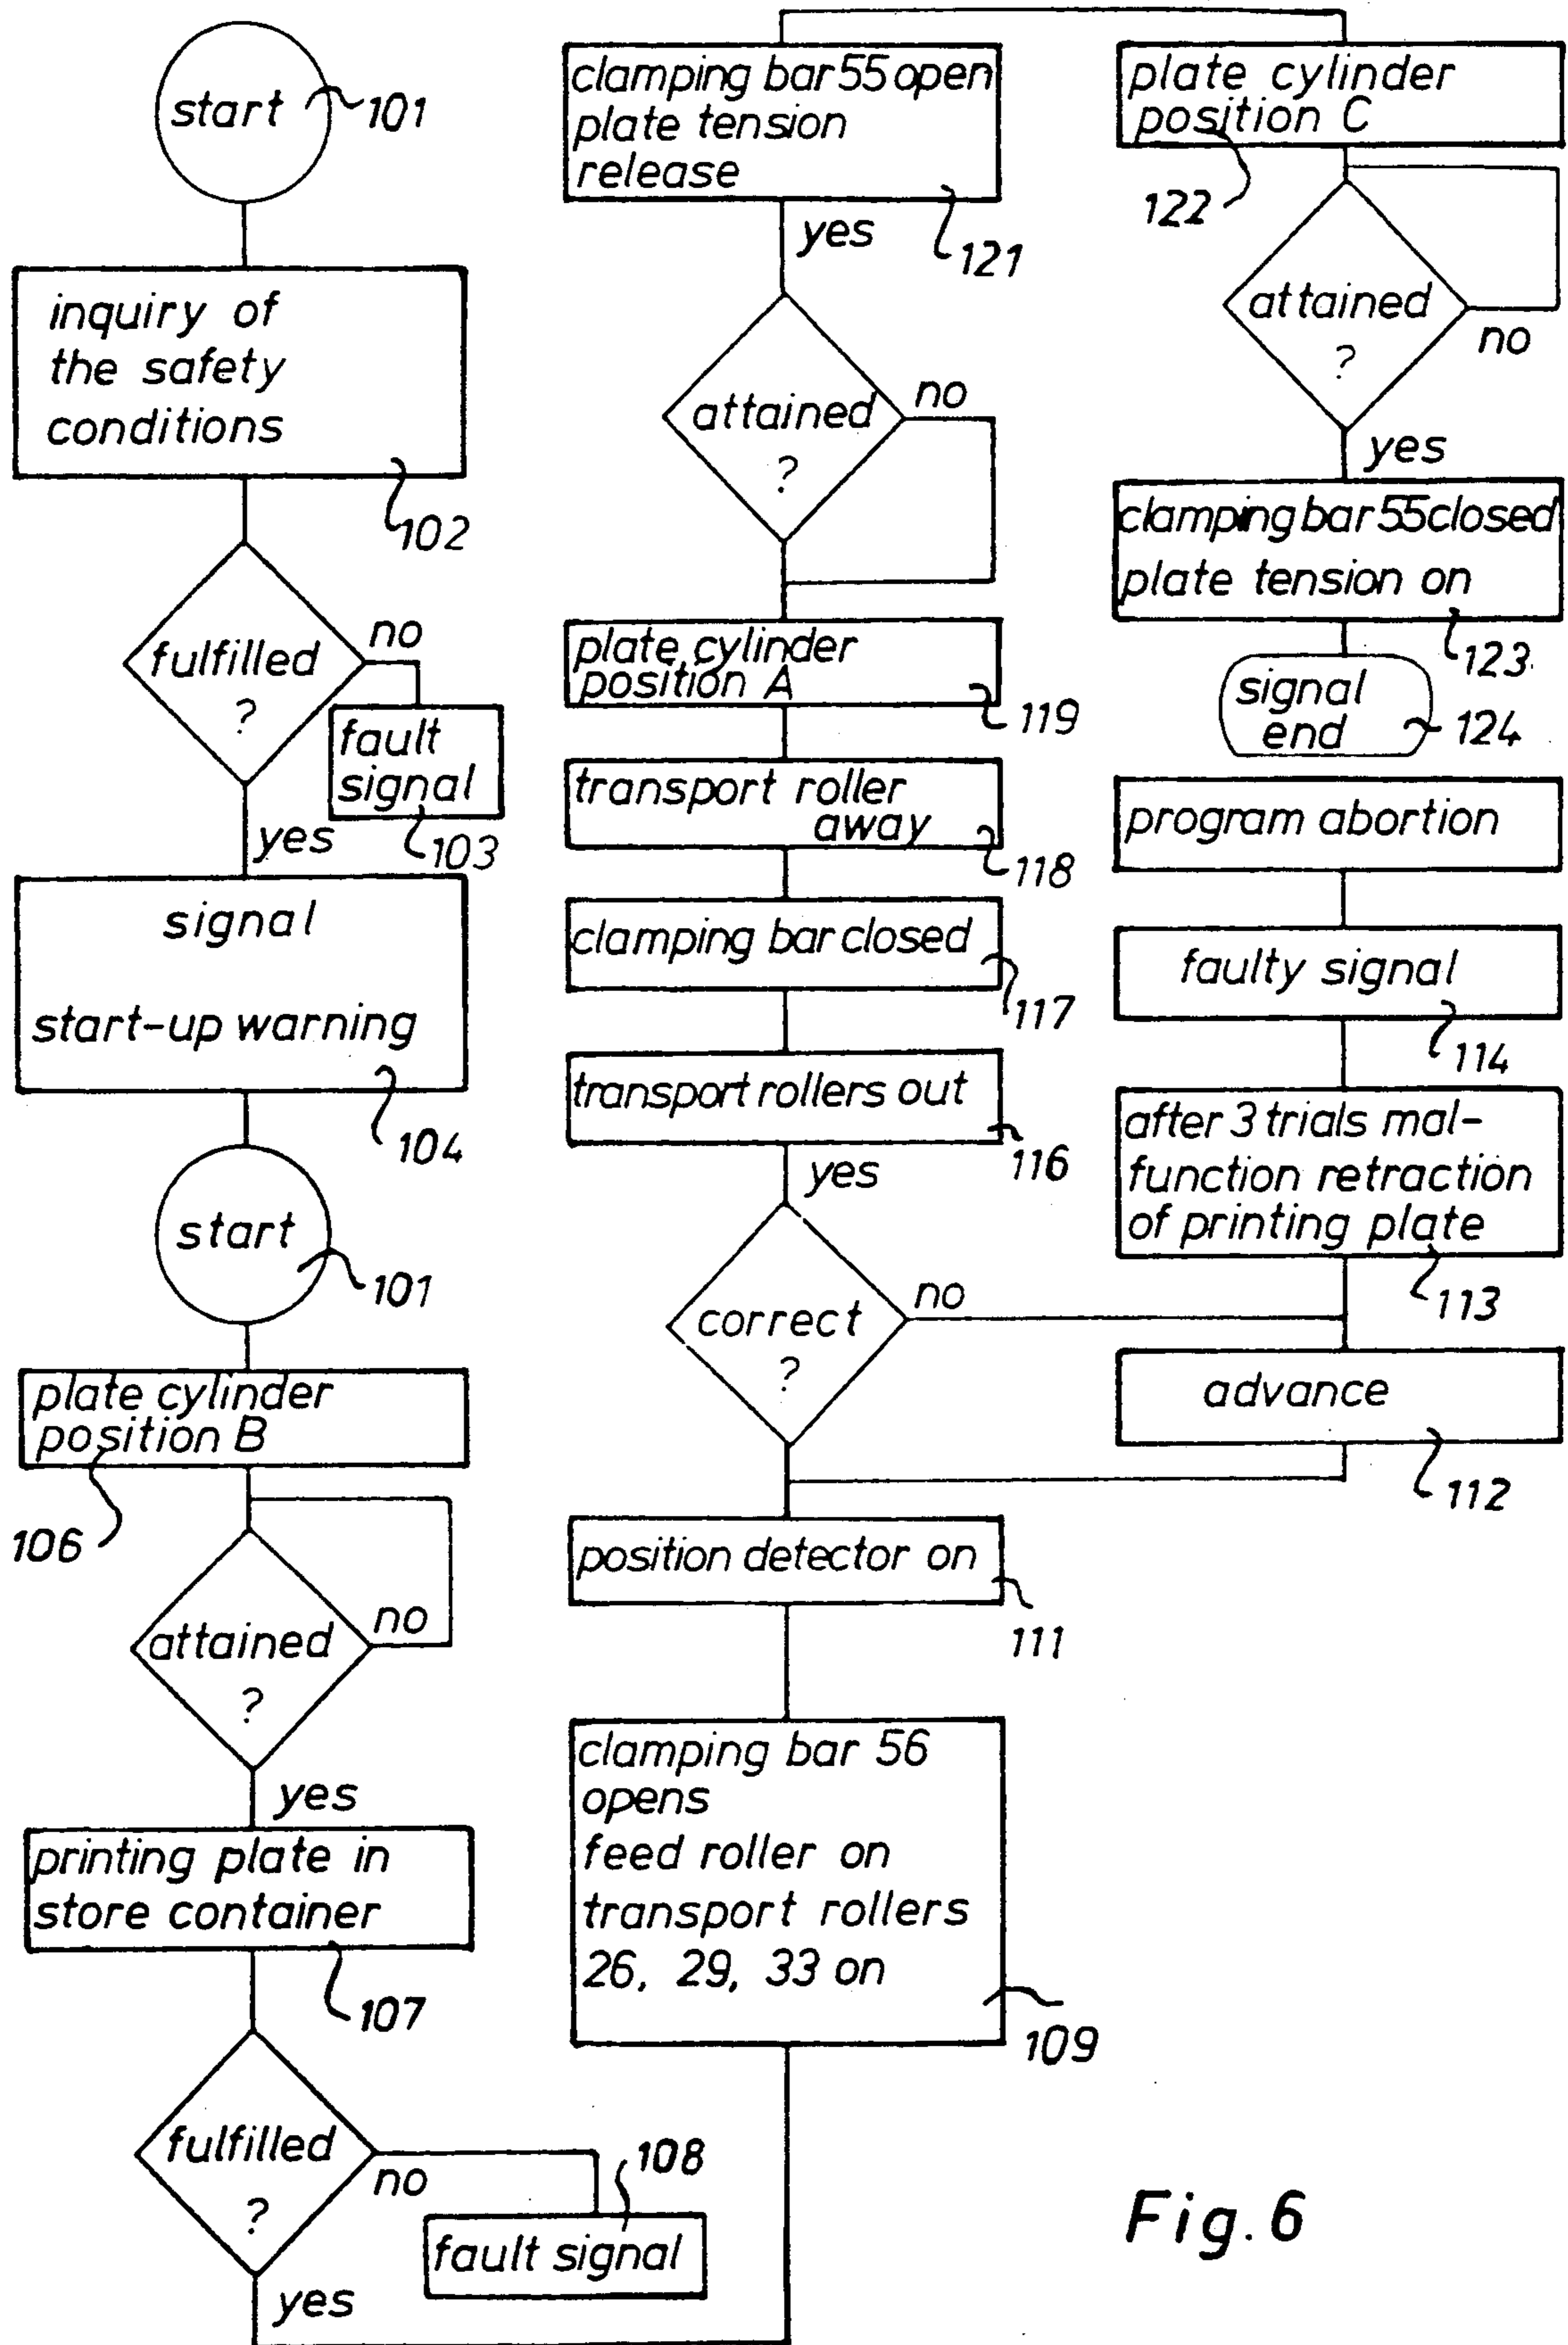 start
101
inquiry of
the safety
conditions
102
fulfilled
?
no
fault
signal
103
yes
signal
start-up warning
104
start
101
plate cylinder
position B
106
attained
?
no
yes
printing plate in
store container
107
fulfilled
?
no
108
fault signal
yes
clamping bar 55 open
plate tension
release
121
yes
attained
?
no
plate cylinder
position A
119
transport roller
away
118
clamping bar closed
117
transport rollers out
116
yes
correct
?
no
position detector on
111
clamping bar 56
opens
feed roller on
transport rollers
26, 29, 33 on
109
plate cylinder
position C
122
attained
?
no
yes
clamping bar 55 closed
plate tension on
123
signal
end
124
program abortion
faulty signal
114
after 3 trials mal-
function retraction
of printing plate
113
advance
112
Fig. 6